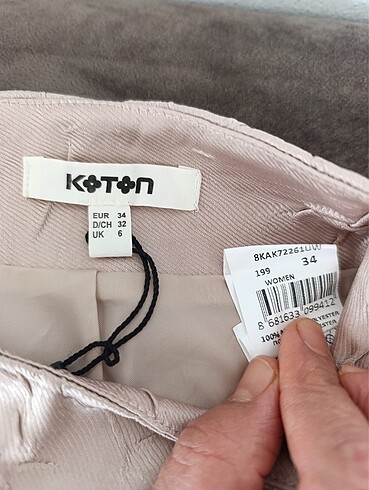 KOTON
EUR 34
D/CH 32
UK 6
8KAK72261UW
199 34
WOMEN
8 681633 099412
100%